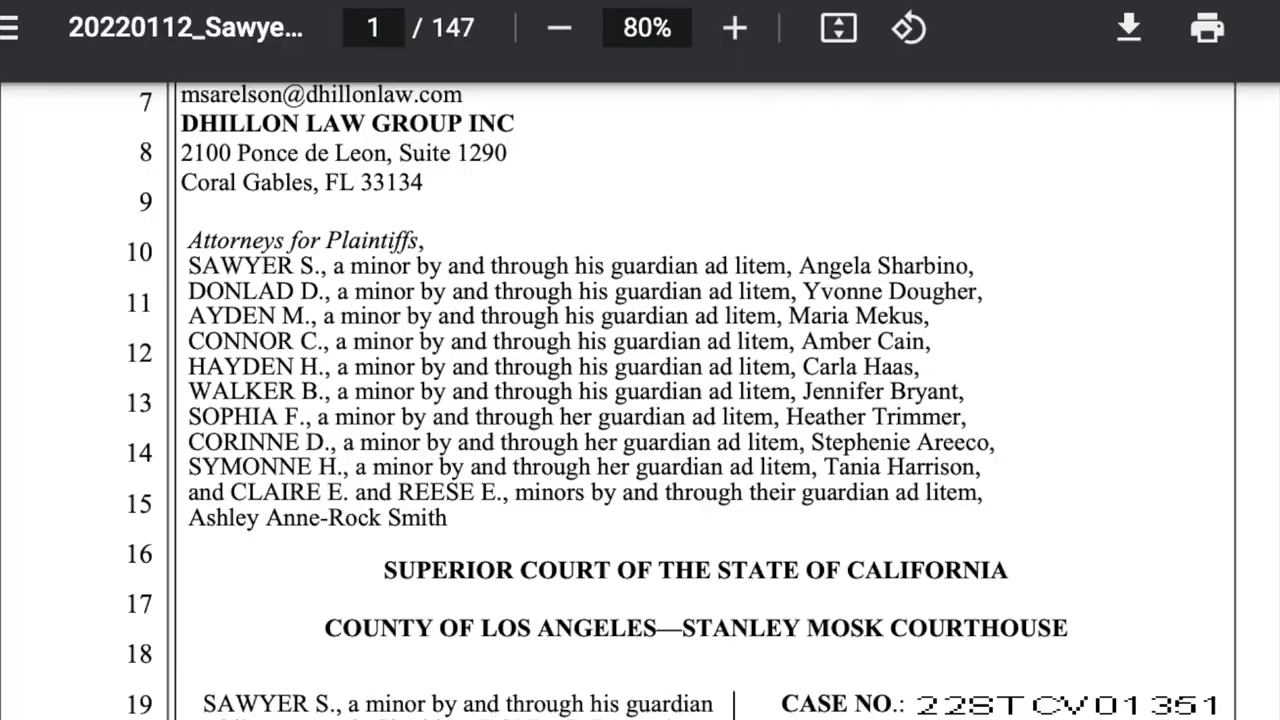 20220112_Sawye...
1 / 147
80%
7
msarelson@dhillonlaw.com
DHILLON LAW GROUP INC
8
2100 Ponce de Leon, Suite 1290
Coral Gables, FL 33134
9
Attorneys for Plaintiffs,
10
SAWYER S., a minor by and through his guardian ad litem, Angela Sharbino,
DONLAD D., a minor by and through his guardian ad litem, Yvonne Dougher,
11
AYDEN M., a minor by and through his guardian ad litem, Maria Mekus,
CONNOR C., a minor by and through his guardian ad litem, Amber Cain,
12
HAYDEN H., a minor by and through his guardian ad litem, Carla Haas,
WALKER B., a minor by and through his guardian ad litem, Jennifer Bryant,
13
SOPHIA F., a minor by and through her guardian ad litem, Heather Trimmer,
CORINNE D., a minor by and through her guardian ad litem, Stephenie Areeco,
14
SYMONNE H., a minor by and through her guardian ad litem, Tania Harrison,
and CLAIRE E. and REESE E., minors by and through their guardian ad litem,
15
Ashley Anne-Rock Smith
16
SUPERIOR COURT OF THE STATE OF CALIFORNIA
17
COUNTY OF LOS ANGELES—STANLEY MOSK COURTHOUSE
18
19
SAWYER S., a minor by and through his guardian
CASE NO.: 22STCV01351